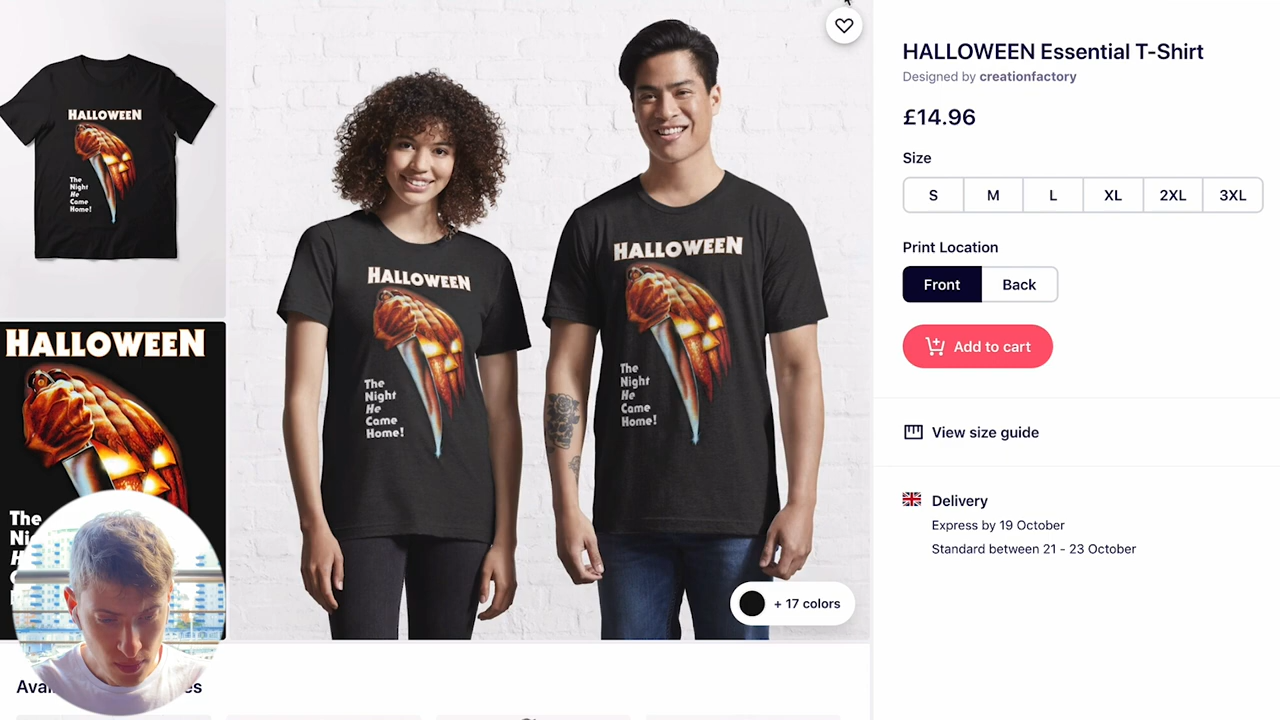 HALLOWEEN
The
Night
He
Came
Home!
HALLOWEEN
The
HALLOWEEN
The
Night
He
Came
Home!
HALLOWEEN
The
Night
He
Came
Home!
+ 17 colors
HALLOWEEN Essential T-Shirt
Designed by creationfactory
£14.96
Size
S M L XL 2XL 3XL
Print Location
Front Back
Add to cart
View size guide
Delivery
Express by 19 October
Standard between 21 - 23 October